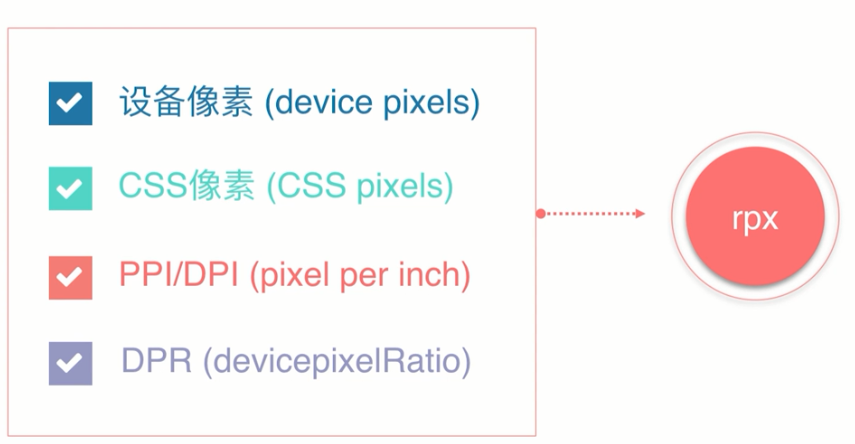 设备像素 (device pixels)
CSS像素 (CSS pixels)
PPI/DPI (pixel per inch)
DPR (devicepixelRatio)
rpx